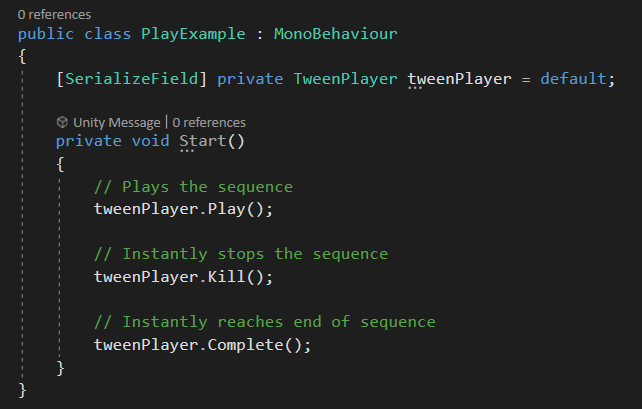 0 references
public class PlayExample : MonoBehaviour
{
[SerializeField] private TweenPlayer tweenPlayer = default;
Unity Message | 0 references
private void Start()
{
// Plays the sequence
tweenPlayer.Play();
// Instantly stops the sequence
tweenPlayer.Kill();
// Instantly reaches end of sequence
tweenPlayer.Complete();
}
}